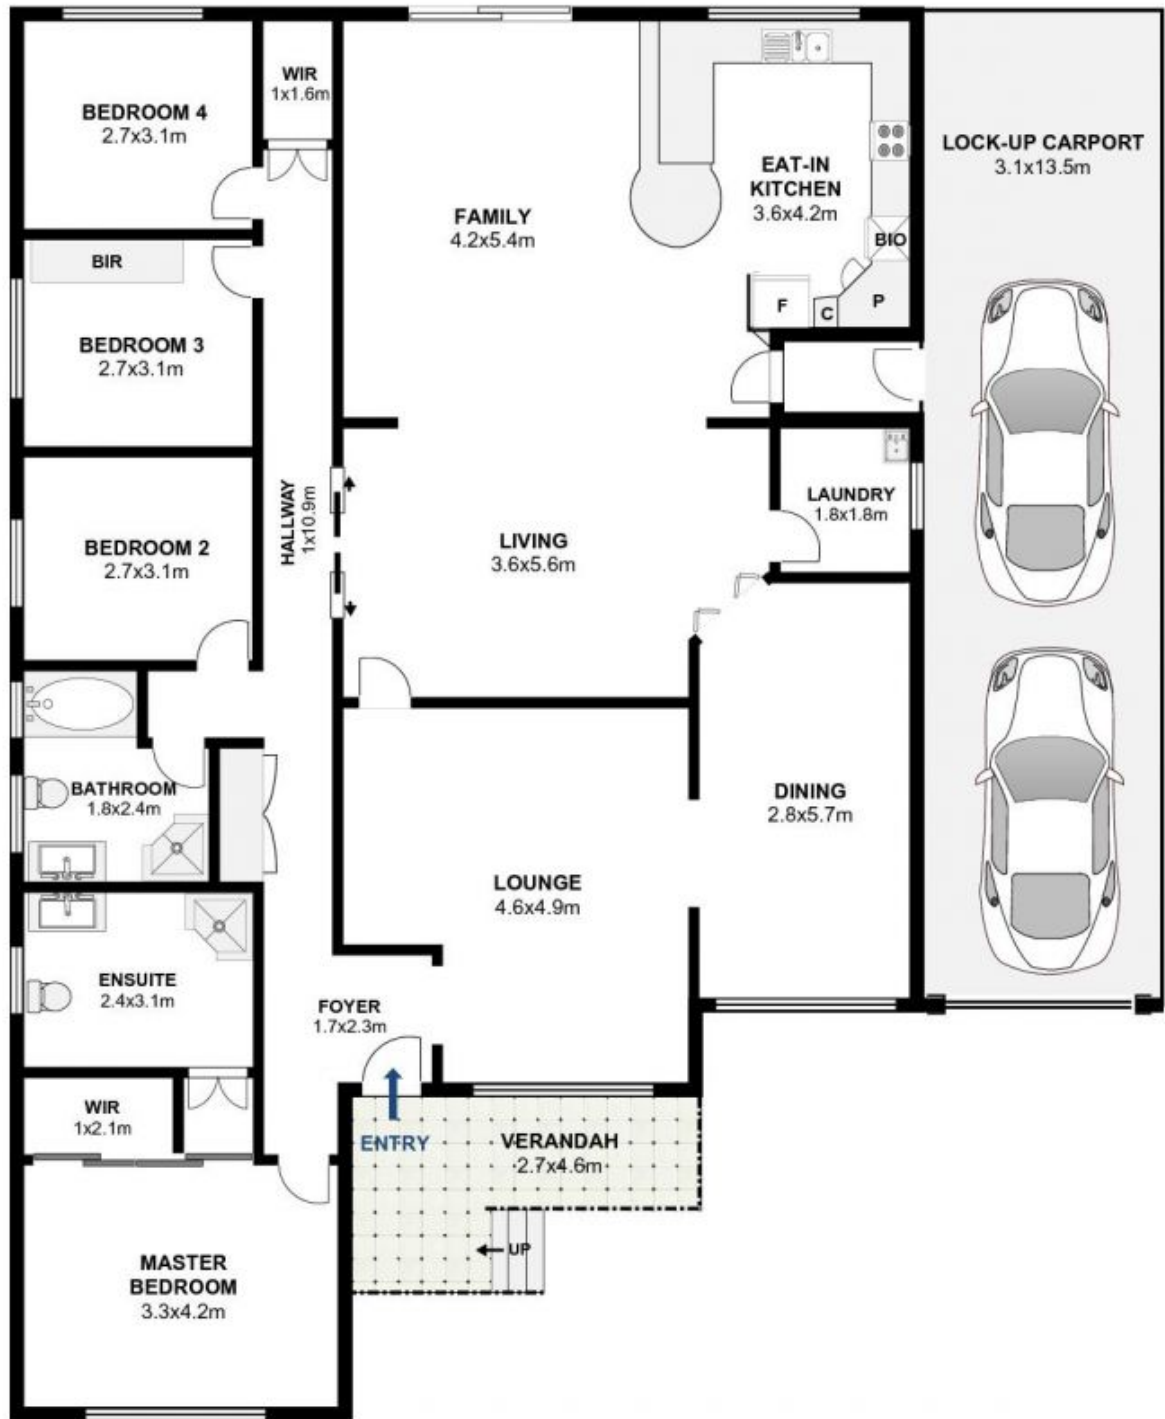 BEDROOM 4
2.7x3.1m
WIR
1x1.6m
FAMILY
4.2x5.4m
EAT-IN
KITCHEN
3.6x4.2m
BIO
F
C
P
LOCK-UP CARPORT
3.1x13.5m
BIR
BEDROOM 3
2.7x3.1m
HALLWAY
1x10.9m
LIVING
3.6x5.6m
LAUNDRY
1.8x1.8m
BEDROOM 2
2.7x3.1m
BATHROOM
1.8x2.4m
DINING
2.8x5.7m
LOUNGE
4.6x4.9m
ENSUITE
2.4x3.1m
FOYER
1.7x2.3m
WIR
1x2.1m
ENTRY
VERANDAH
2.7x4.6m
UP
MASTER
BEDROOM
3.3x4.2m